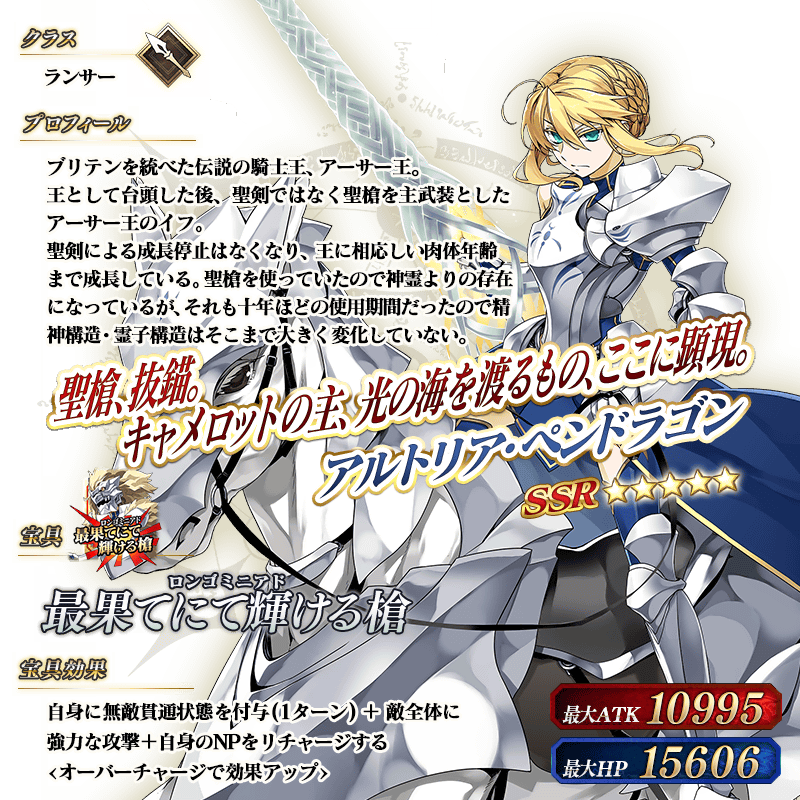 クラス
ランサー
プロフィール
ブリテンを統べた伝説の騎士王、アーサー王。
王として台頭した後、聖剣ではなく聖槍を主武装とした
アーサー王のイフ。
聖剣による成長停止はなくなり、王に相応しい肉体年齢
まで成長している。聖槍を使っていたので神霊よりの存在
になっているが、それも十年ほどの使用期間だったので精
神構造・霊子構造はそこまで大きく変化していない。
聖槍、抜錨。
キャメロットの主、光の海を渡るもの、ここに顕現。
アルトリア・ペンドラゴン
SSR
宝具
ロンゴミニアド
最果てにて
輝ける槍
ロンゴミニアド
最果てにて輝ける槍
宝具効果
自身に無敵貫通状態を付与(1ターン)+敵全体に
強力な攻撃+自身のNPをリチャージする
<オーバーチャージで効果アップ>
最大ATK 10995
最大HP 15606